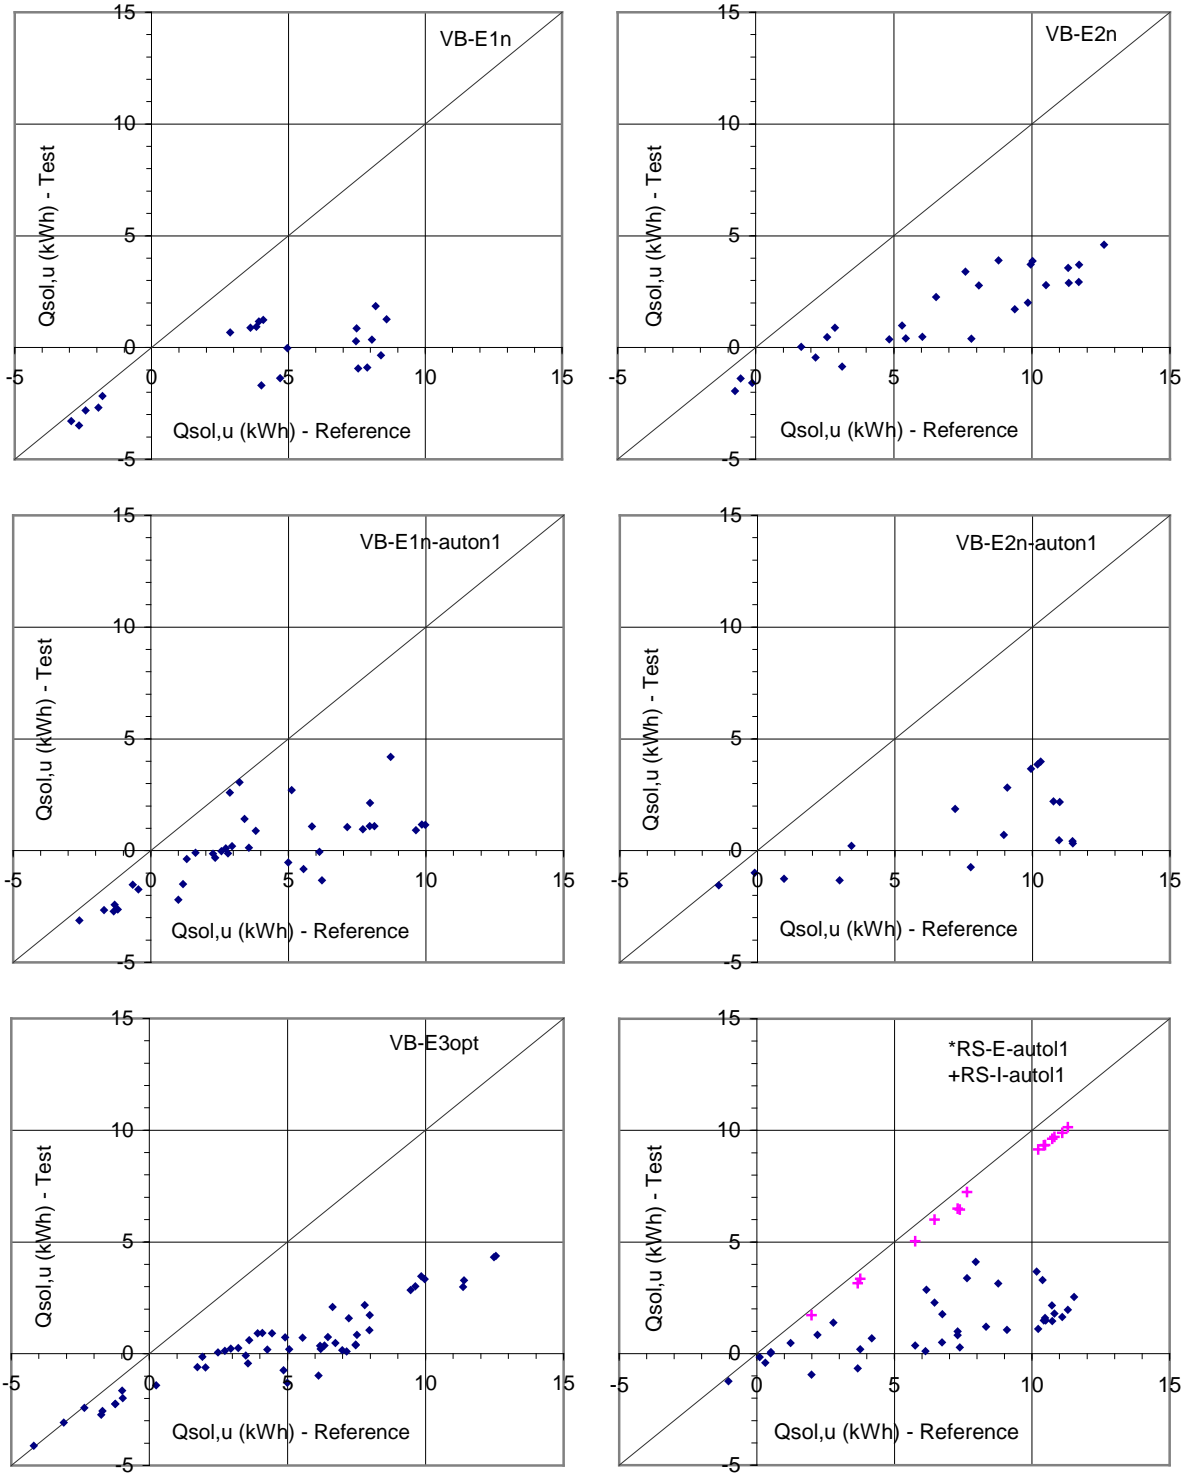 15
VB-E1n
10
Qsol,u (kWh) - Test
5
0
-5 0 5 10 15
Qsol,u (kWh) - Reference
-5
15
VB-E2n
10
Qsol,u (kWh) - Test
5
0
-5 0 5 10 15
Qsol,u (kWh) - Reference
-5
15
VB-E1n-auton1
10
Qsol,u (kWh) - Test
5
0
-5 0 5 10 15
Qsol,u (kWh) - Reference
-5
15
VB-E2n-auton1
10
Qsol,u (kWh) - Test
5
0
-5 0 5 10 15
Qsol,u (kWh) - Reference
-5
15
VB-E3opt
10
Qsol,u (kWh) - Test
5
0
-5 0 5 10 15
Qsol,u (kWh) - Reference
-5
15
*RS-E-autol1
+RS-I-autol1
10
Qsol,u (kWh) - Test
5
0
-5 0 5 10 15
Qsol,u (kWh) - Reference
-5